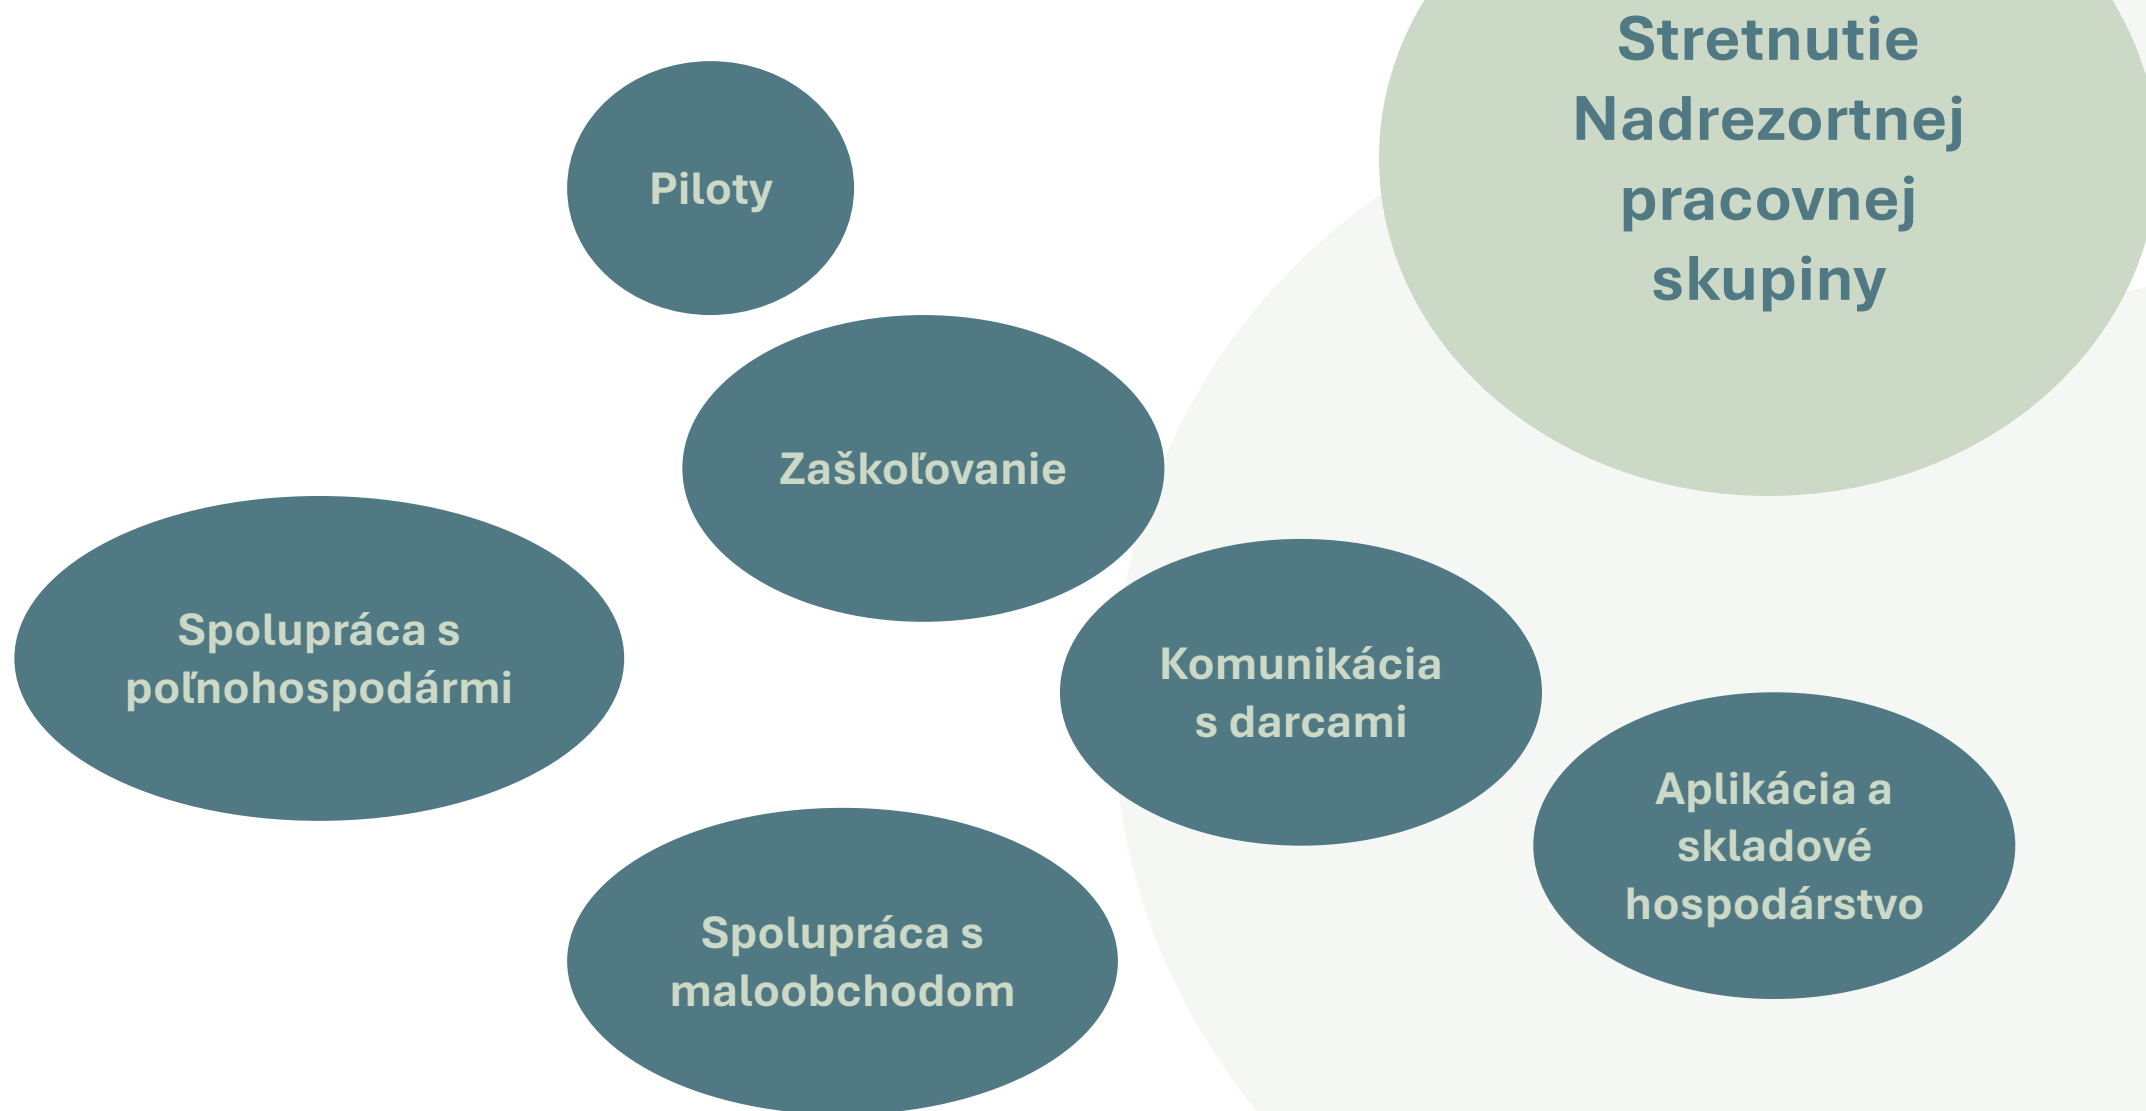 Stretnutie
Nadrezortnej
pracovnej
skupiny
Piloty
Zaškoľovanie
Spolupráca s
poľnohospodármi
Komunikácia
s darcami
Aplikácia a
skladové
hospodárstvo
Spolupráca s
maloobchodom